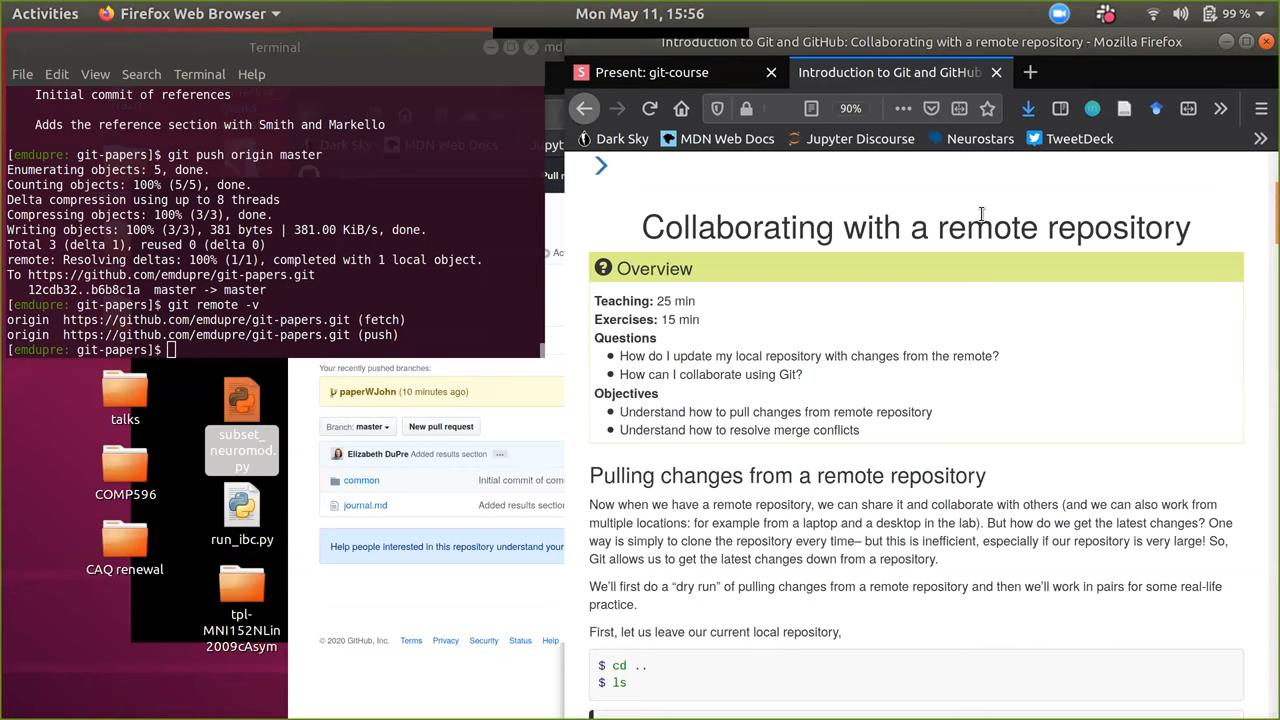 Activities Firefox Web Browser Mon May 11, 15:56 99 %
Terminal
File Edit View Search Terminal Help
Initial commit of references
Adds the reference section with Smith and Markello
[emdupre: git-papers]$ git push origin master
Enumerating objects: 5, done.
Counting objects: 100% (5/5), done.
Delta compression using up to 8 threads
Compressing objects: 100% (3/3), done.
Writing objects: 100% (3/3), 381 bytes | 381.00 KiB/s, done.
Total 3 (delta 1), reused 0 (delta 0)
remote: Resolving deltas: 100% (1/1), completed with 1 local object.
To https://github.com/emdupre/git-papers.git
12cdb32..b6b8c1a master -> master
[emdupre: git-papers]$ git remote -v
origin https://github.com/emdupre/git-papers.git (fetch)
origin https://github.com/emdupre/git-papers.git (push)
[emdupre: git-papers]$
Your recently pushed branches:
paperWJohn (10 minutes ago)
Branch: master New pull request
Elizabeth DuPre Added results section
common Initial commit of com
journal.md Added results section
Help people interested in this repository understand your
© 2020 GitHub, Inc. Terms Privacy Security Status Help
talks
COMP596
CAQ renewal
subset_
neuromod.
py
run_ibc.py
tpl-
MNI152NLin
2009cAsym
Introduction to Git and GitHub: Collaborating with a remote repository - Mozilla Firefox
Present: git-course Introduction to Git and GitHub
90%
Dark Sky MDN Web Docs Jupyter Discourse Neurostars TweetDeck
Collaborating with a remote repository
Overview
Teaching: 25 min
Exercises: 15 min
Questions
How do I update my local repository with changes from the remote?
How can I collaborate using Git?
Objectives
Understand how to pull changes from remote repository
Understand how to resolve merge conflicts
Pulling changes from a remote repository
Now when we have a remote repository, we can share it and collaborate with others (and we can also work from
multiple locations: for example from a laptop and a desktop in the lab). But how do we get the latest changes? One
way is simply to clone the repository every time– but this is inefficient, especially if our repository is very large! So,
Git allows us to get the latest changes down from a repository.
We'll first do a “dry run” of pulling changes from a remote repository and then we'll work in pairs for some real-life
practice.
First, let us leave our current local repository,
$ cd ..
$ ls